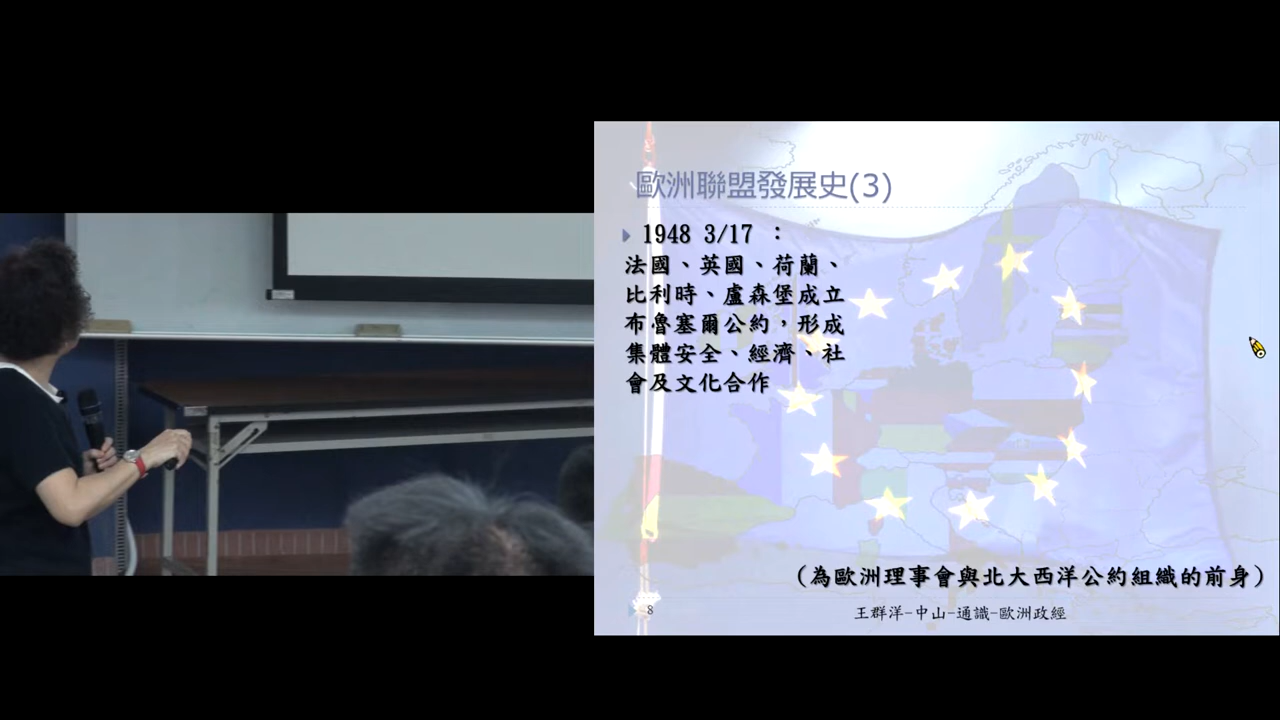 歐洲聯盟發展史(3)
1948 3/17 ：
法國、英國、荷蘭、
比利時、盧森堡成立
布魯塞爾公約，形成
集體安全、經濟、社
會及文化合作
(為歐洲理事會與北大西洋公約組織的前身)
8
王群洋-中山-通識-歐洲政經